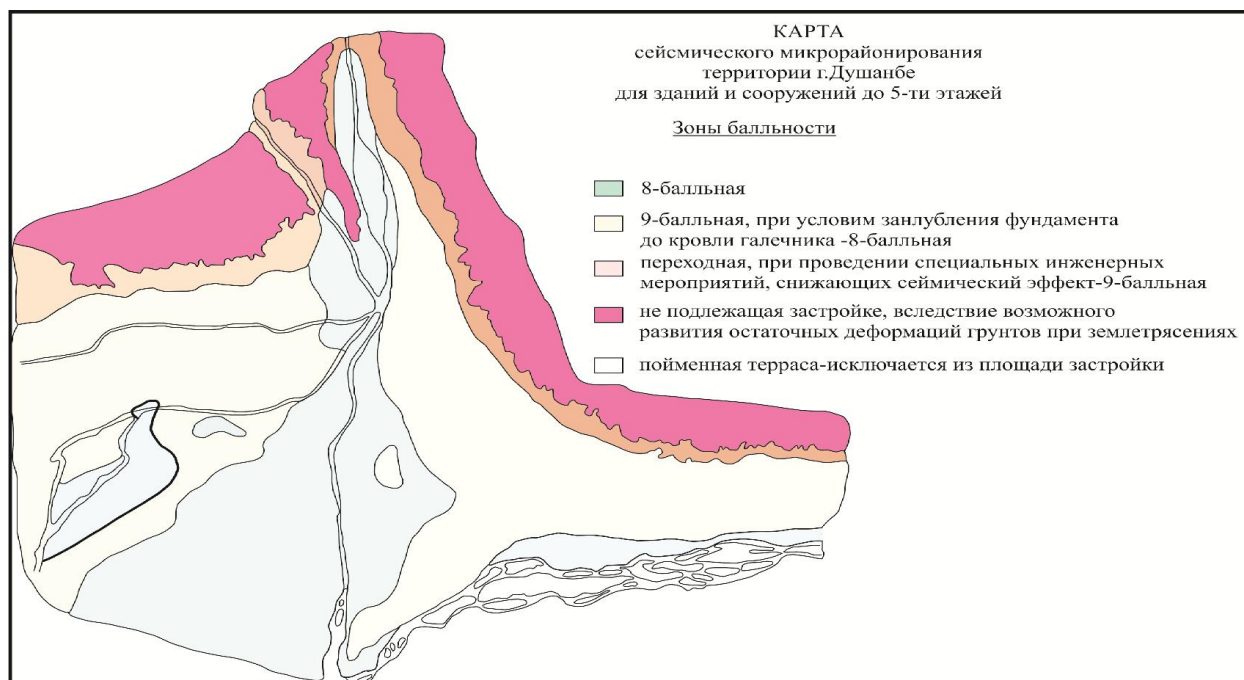 КАРТА
сейсмического микрорайонирования
территории г.Душанбе
для зданий и сооружений до 5-ти этажей
Зоны балльности
8-балльная
9-балльная, при условим занлубления фундамента
до кровли галечника -8-балльная
переходная, при проведении специальных инженерных
мероприятий, снижающих сеймический эффект-9-балльная
не подлежащая застройке, вследствие возможного
развития остаточных деформаций грунтов при землетрясениях
пойменная терраса-исключается из площади застройки